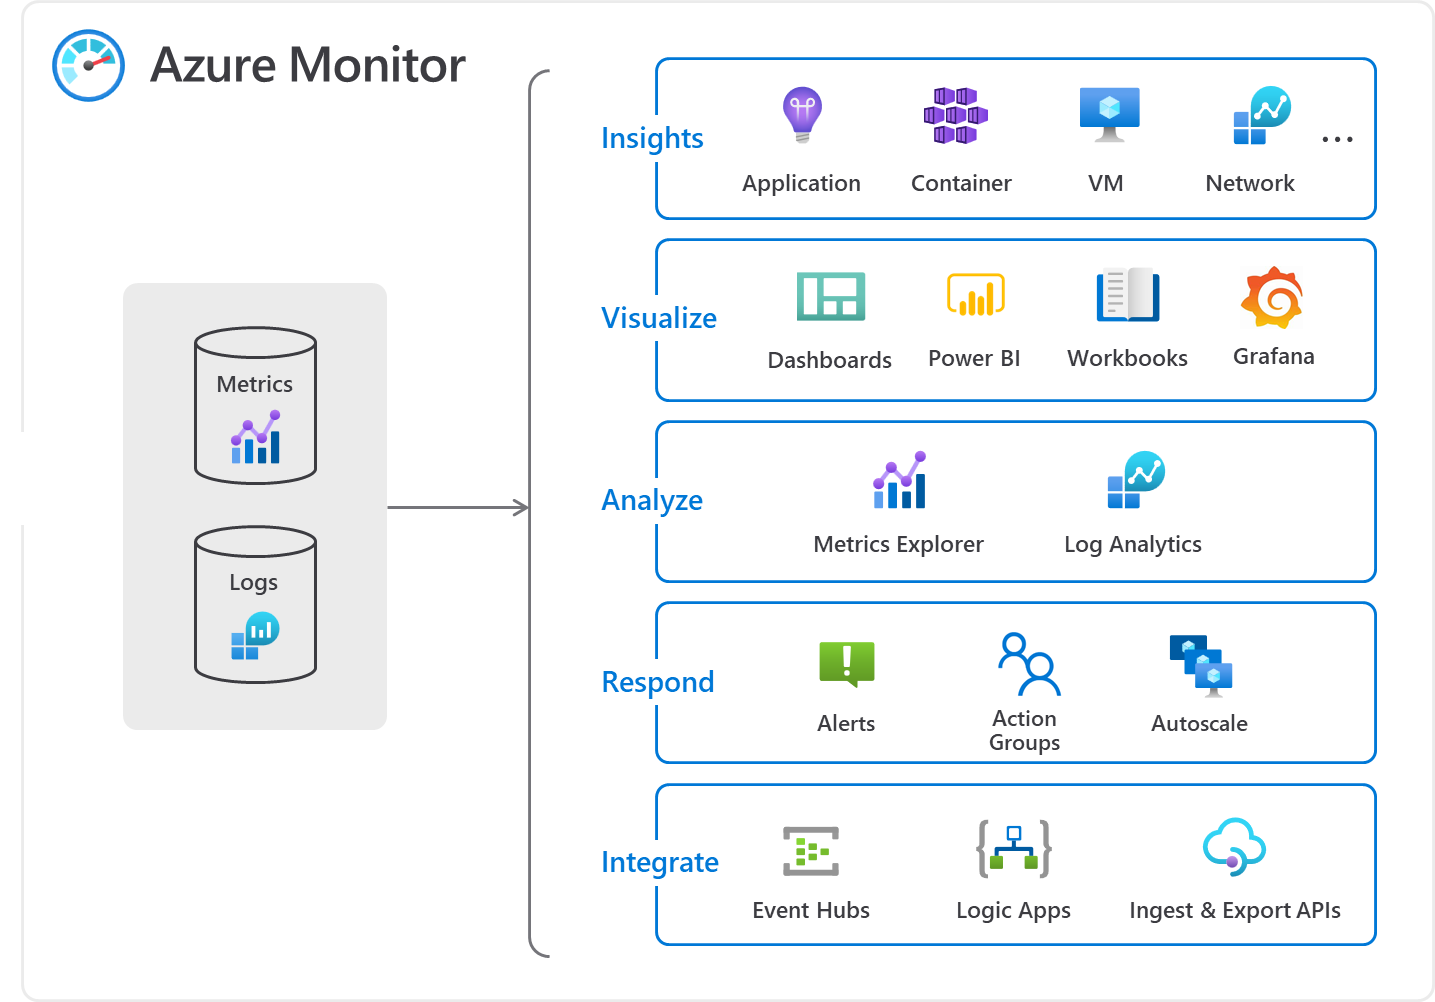 Azure Monitor
Metrics
Logs
Insights
Application
Container
VM
Network
...
Visualize
Dashboards
Power BI
Workbooks
Grafana
Analyze
Metrics Explorer
Log Analytics
Respond
Alerts
Action
Groups
Autoscale
Integrate
Event Hubs
Logic Apps
Ingest & Export APIs